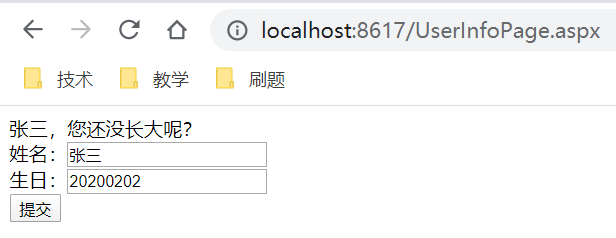 localhost:8617/UserInfoPage.aspx
技术 教学 刷题
张三，您还没长大呢？
姓名：张三
生日：20200202
提交